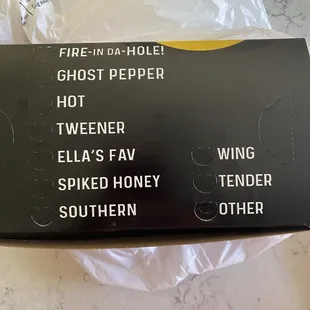 FIRE-IN DA-HOLE!
GHOST PEPPER
HOT
TWEENER
ELLA'S FAV
WING
SPIKED HONEY
TENDER
SOUTHERN
OTHER